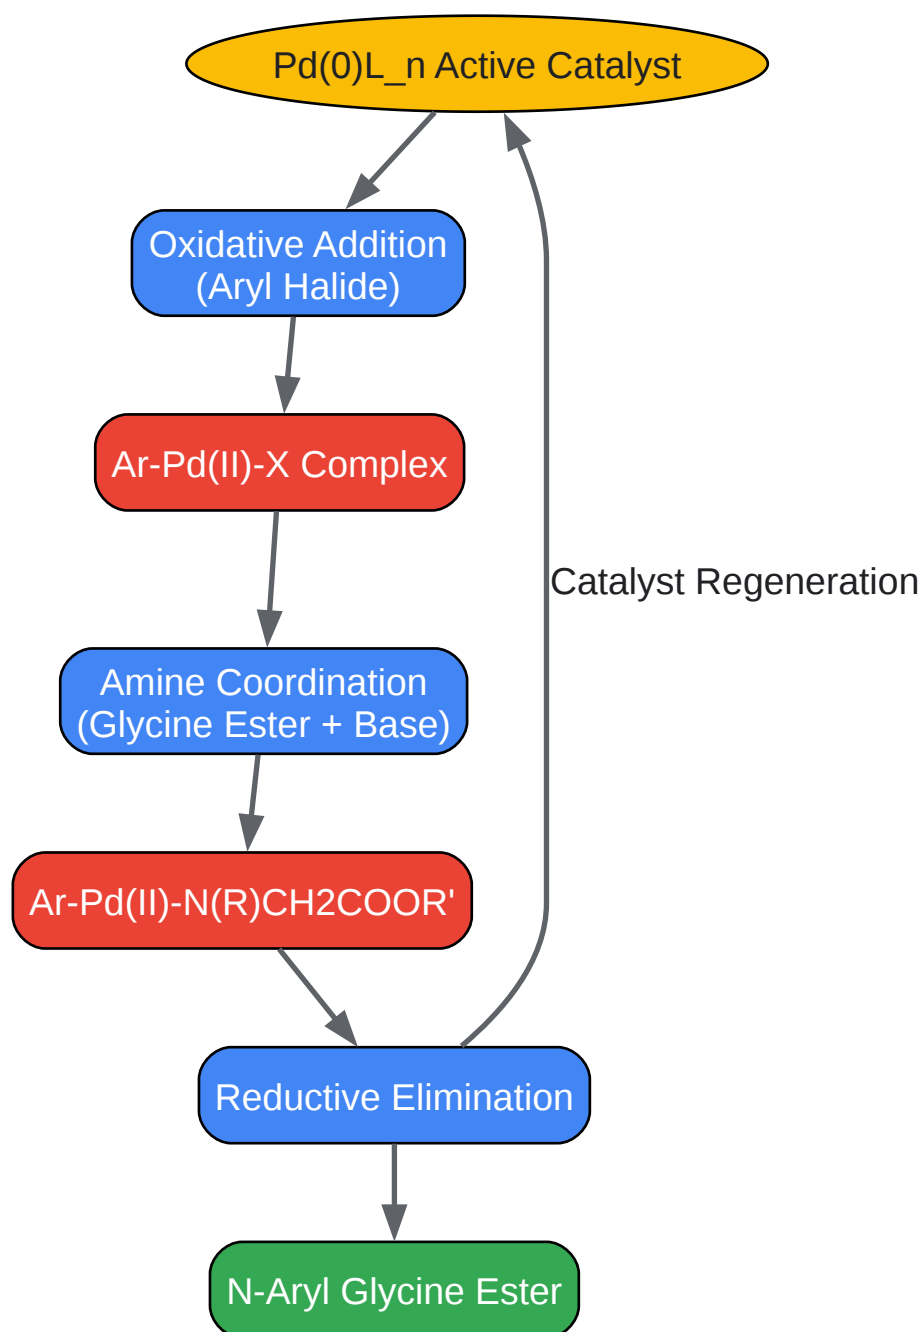 Pd(0)L_n Active Catalyst
Oxidative Addition
(Aryl Halide)
Ar-Pd(II)-X Complex
Catalyst Regeneration
Amine Coordination
(Glycine Ester + Base)
Ar-Pd(II)-N(R)CH2COOR'
Reductive Elimination
N-Aryl Glycine Ester